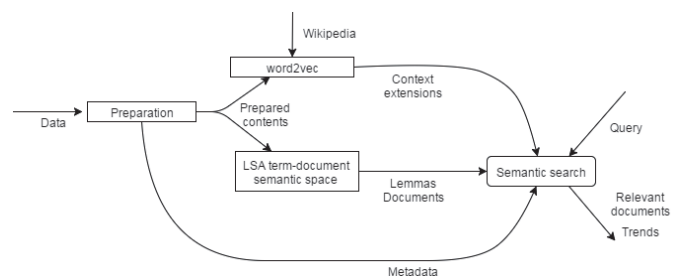 Wikipedia
word2vec
Context
extensions
Data
Preparation
Prepared
contents
Query
LSA term-document
semantic space
Lemmas
Documents
Semantic search
Relevant
documents
Trends
Metadata